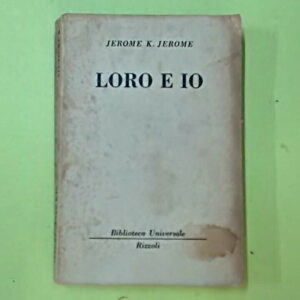 JEROME K. JEROME
LORO E IO
Biblioteca Universale
Rizzoli